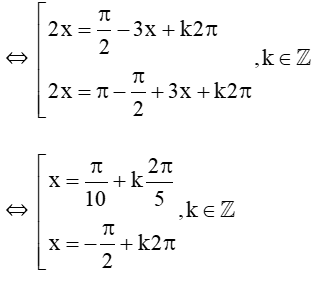 ⇔ [ 2x = π/2 − 3x + k2π
2x = π − π/2 + 3x + k2π , k ∈ ℤ
⇔ [ x = π/10 + k 2π/5
x = −π/2 + k2π , k ∈ ℤ